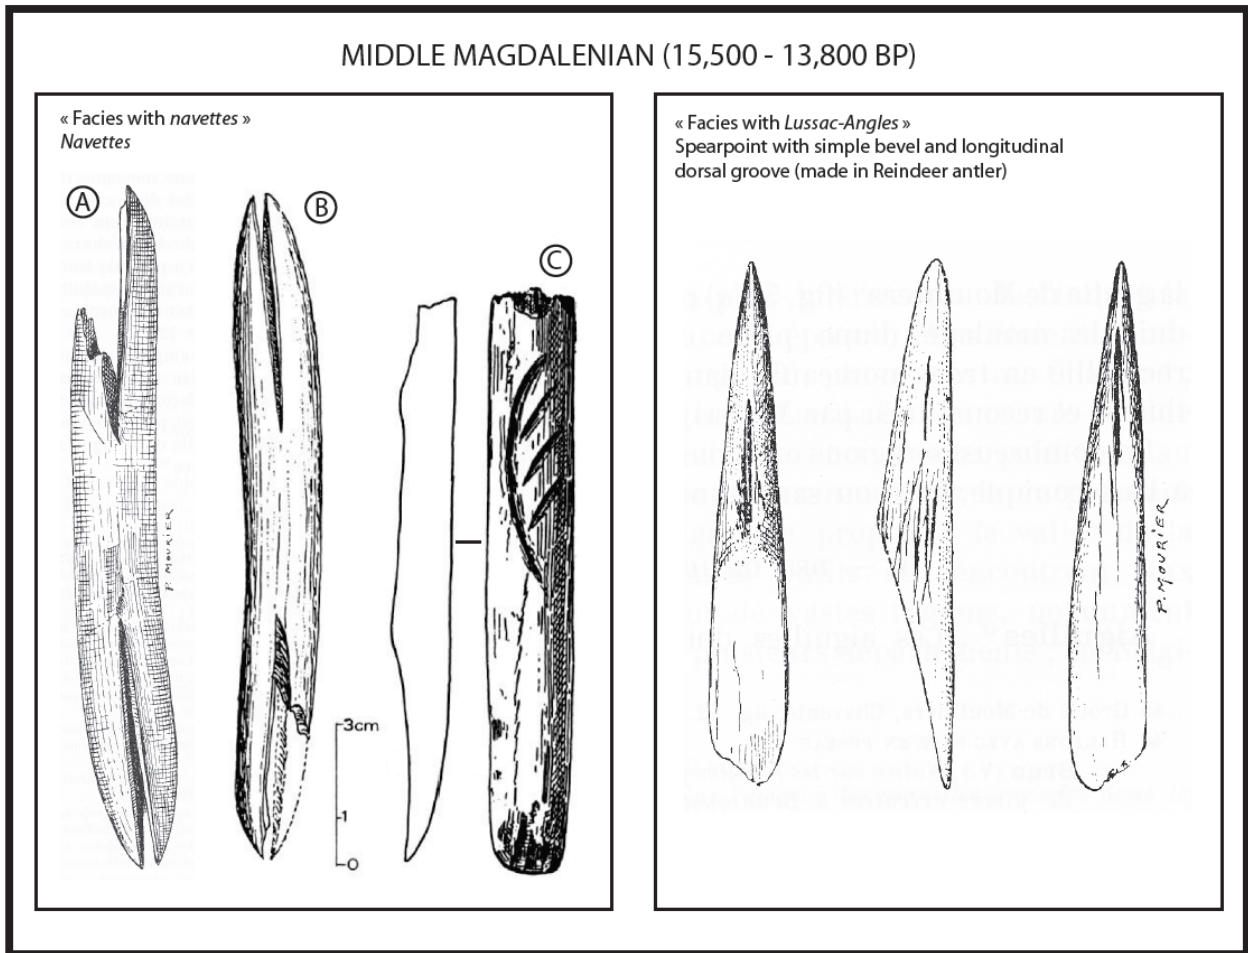 MIDDLE MAGDALENIAN (15,500 - 13,800 BP)
« Facies with navettes »
Navettes
A
B
C
P. MOURIER
3cm
1
0
« Facies with Lussac-Angles »
Spearpoint with simple bevel and longitudinal
dorsal groove (made in Reindeer antler)
P. MOURIER